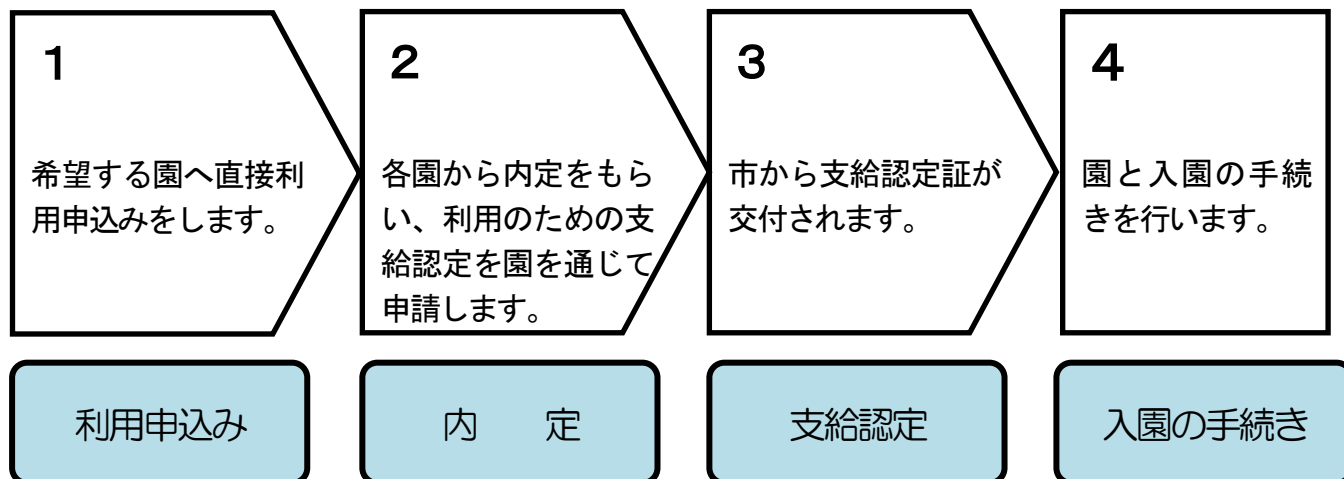 1
希望する園へ直接利
用申込みをします。
2
各園から内定をもら
い、利用のための支
給認定を園を通じて
申請します。
3
市から支給認定証が
交付されます。
4
園と入園の手続
きを行います。
利用申込み
内　定
支給認定
入園の手続き